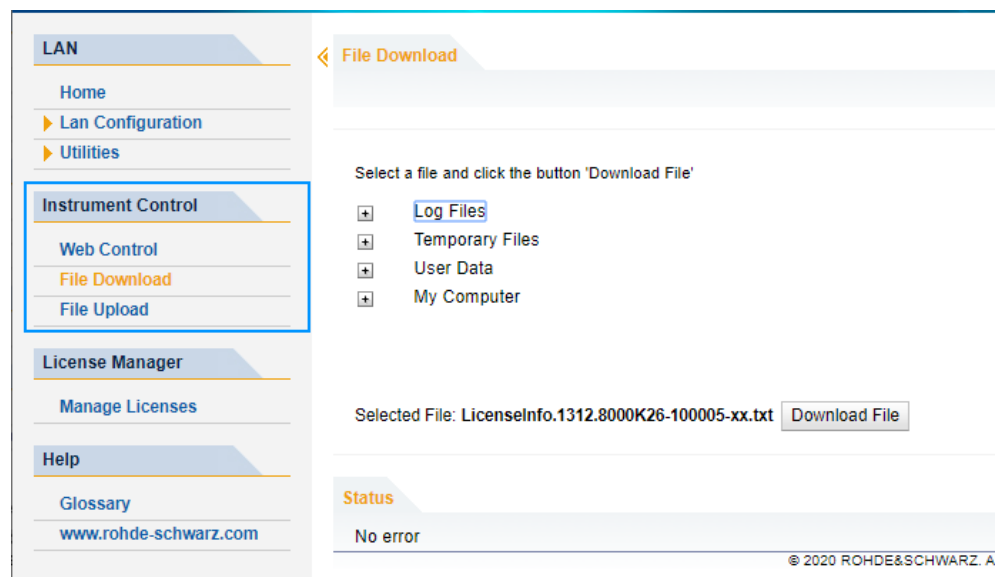 LAN
Home
Lan Configuration
Utilities
Instrument Control
Web Control
File Download
File Upload
License Manager
Manage Licenses
Help
Glossary
www.rohde-schwarz.com
File Download
Select a file and click the button 'Download File'
Log Files
Temporary Files
User Data
My Computer
Selected File: LicenseInfo.1312.8000K26-100005-xx.txt Download File
Status
No error
© 2020 ROHDE&SCHWARZ. A